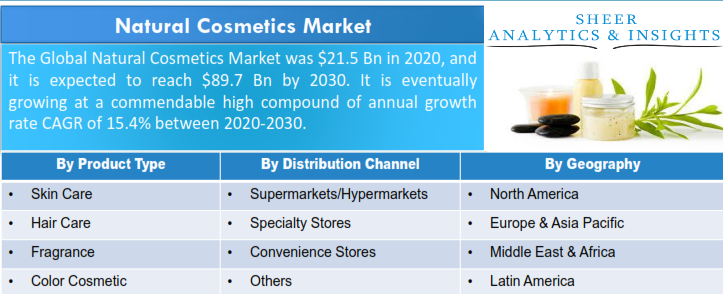 Natural Cosmetics Market
SHEER
ANALYTICS & INSIGHTS
The Global Natural Cosmetics Market was $21.5 Bn in 2020, and
it is expected to reach $89.7 Bn by 2030. It is eventually
growing at a commendable high compound of annual growth
rate CAGR of 15.4% between 2020-2030.
By Product Type By Distribution Channel By Geography
• Skin Care • Supermarkets/Hypermarkets • North America
• Hair Care • Specialty Stores • Europe & Asia Pacific
• Fragrance • Convenience Stores • Middle East & Africa
• Color Cosmetic • Others • Latin America